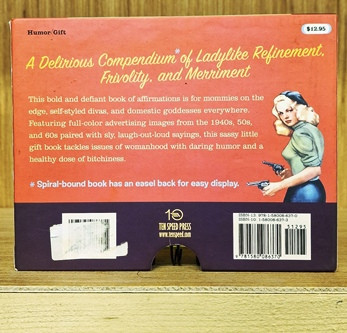 Humor/Gift
$12.95
A Delirious Compendium* of Ladylike Refinement,
Frivolity, and Merriment
This bold and defiant book of affirmations is for mommies on
the edge, self-styled divas, and domestic goddesses everywhere.
Featuring full-color advertising images from the 1940s, 50s,
and 60s paired with sly, laugh-out-loud sayings, this sassy little
gift book tackles issues of womanhood with daring humor and a
healthy dose of bitchiness.
* Spiral-bound book has an easel back for easy display.
TEN SPEED PRESS
www.tenspeed.com
51295